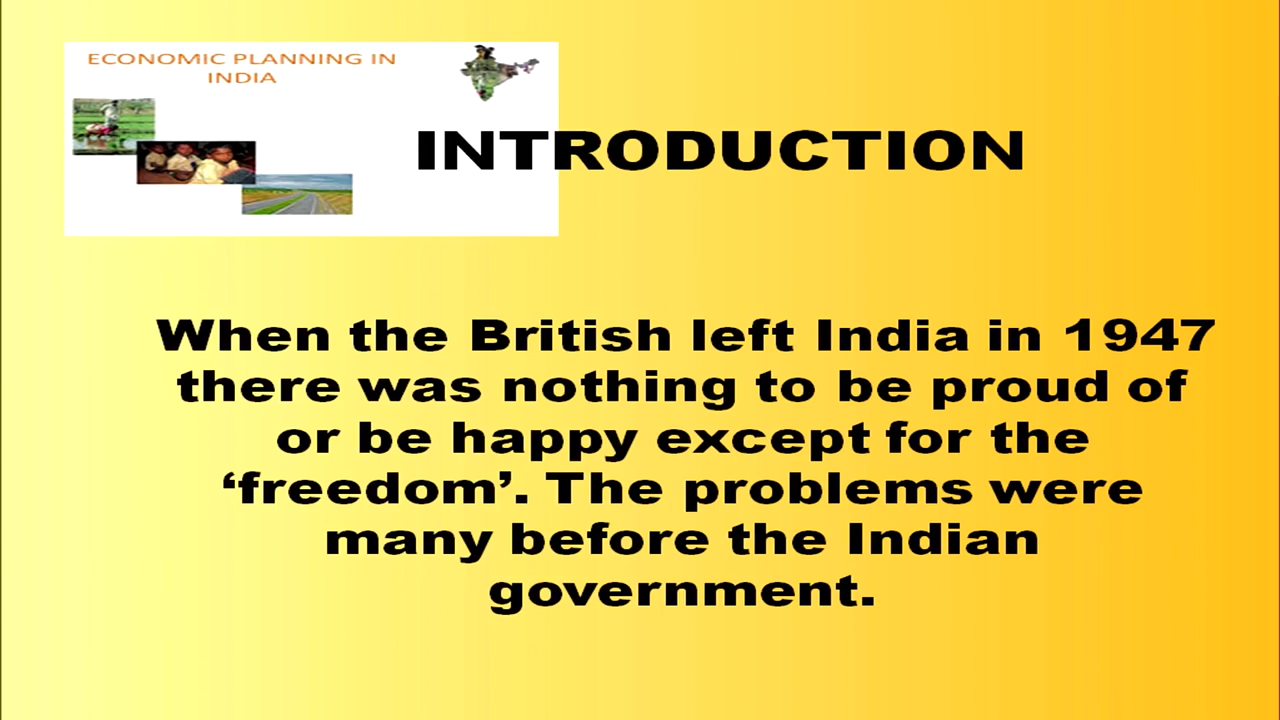 ECONOMIC PLANNING IN
INDIA
INTRODUCTION
When the British left India in 1947
there was nothing to be proud of
or be happy except for the
‘freedom’. The problems were
many before the Indian
government.